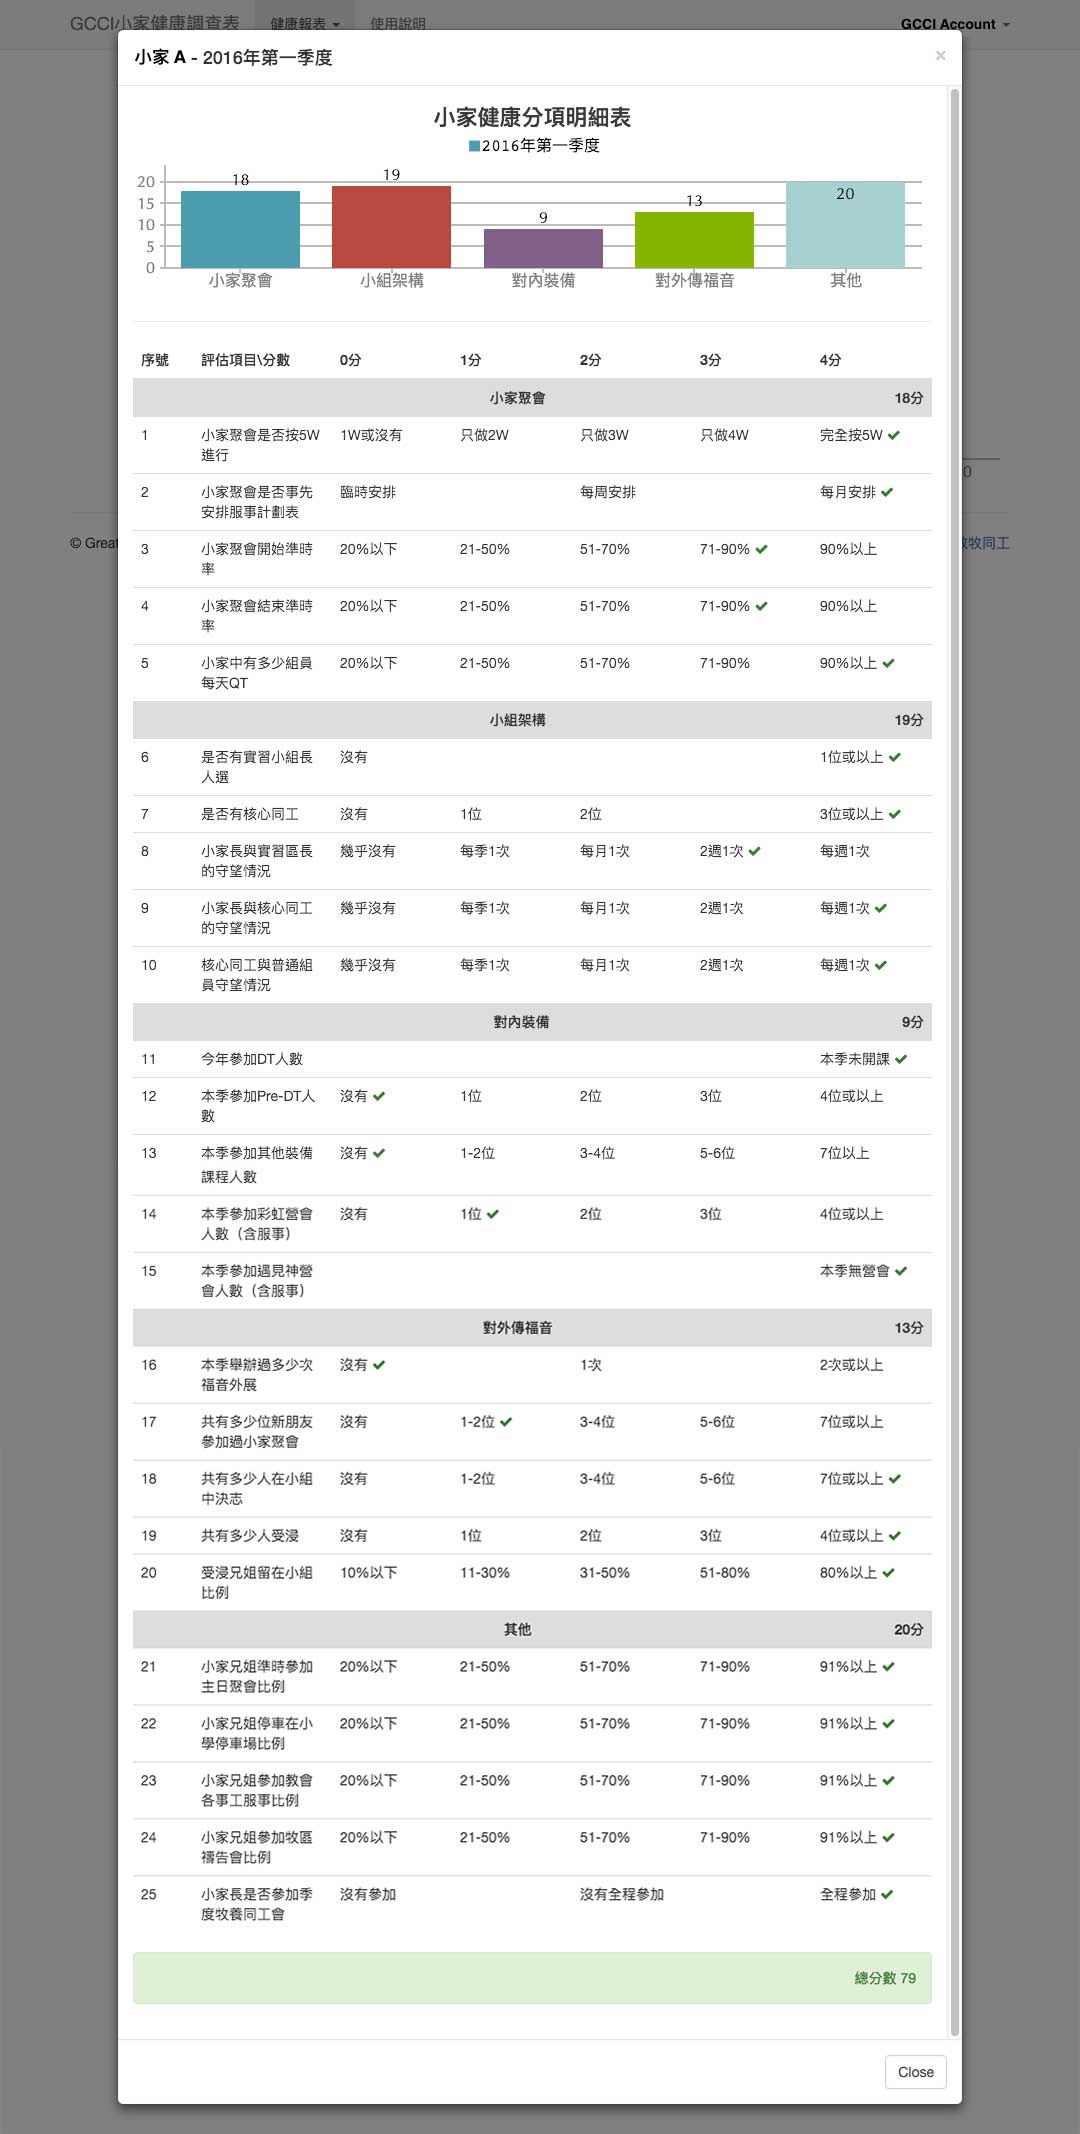 GCCI小家健康調查表 健康報表 使用說明 GCCI Account
小家 A - 2016年第一季度 ×
小家健康分項明細表
2016年第一季度
20
15
10
5
0
18 19 9 13 20
小家聚會 小組架構 對內裝備 對外傳福音 其他
序號 評估項目\分數 0分 1分 2分 3分 4分
小家聚會 18分
1 小家聚會是否按5W 1W或沒有 只做2W 只做3W 只做4W 完全按5W ✔
進行
2 小家聚會是否事先 臨時安排 每周安排 每月安排 ✔
安排服事計劃表
3 小家聚會開始準時 20%以下 21-50% 51-70% 71-90% ✔ 90%以上
率
4 小家聚會結束準時 20%以下 21-50% 51-70% 71-90% ✔ 90%以上
率
5 小家中有多少組員 20%以下 21-50% 51-70% 71-90% 90%以上 ✔
每天QT
小組架構 19分
6 是否有實習小組長 沒有 1位或以上 ✔
人選
7 是否有核心同工 沒有 1位 2位 3位或以上 ✔
8 小家長與實習區長 幾乎沒有 每季1次 每月1次 2週1次 ✔ 每週1次
的守望情況
9 小家長與核心同工 幾乎沒有 每季1次 每月1次 2週1次 每週1次 ✔
的守望情況
10 核心同工與普通組 幾乎沒有 每季1次 每月1次 2週1次 每週1次 ✔
員守望情況
對內裝備 9分
11 今年參加DT人數 本季未開課 ✔
12 本季參加Pre-DT人 沒有 ✔ 1位 2位 3位 4位或以上
數
13 本季參加其他裝備 沒有 ✔ 1-2位 3-4位 5-6位 7位以上
課程人數
14 本季參加彩虹營會 沒有 1位 ✔ 2位 3位 4位或以上
人數（含服事）
15 本季參加遇見神營 本季無營會 ✔
會人數（含服事）
對外傳福音 13分
16 本季舉辦過多少次 沒有 ✔ 1次 2次或以上
福音外展
17 共有多少位新朋友 沒有 1-2位 ✔ 3-4位 5-6位 7位或以上
參加過小家聚會
18 共有多少人在小組 沒有 1-2位 3-4位 5-6位 7位或以上 ✔
中決志
19 共有多少人受浸 沒有 1位 2位 3位 4位或以上 ✔
20 受浸兄姐留在小組 10%以下 11-30% 31-50% 51-80% 80%以上 ✔
比例
其他 20分
21 小家兄姐準時參加 20%以下 21-50% 51-70% 71-90% 91%以上 ✔
主日聚會比例
22 小家兄姐停車在小 20%以下 21-50% 51-70% 71-90% 91%以上 ✔
學停車場比例
23 小家兄姐參加教會 20%以下 21-50% 51-70% 71-90% 91%以上 ✔
各事工服事比例
24 小家兄姐參加牧區 20%以下 21-50% 51-70% 71-90% 91%以上 ✔
禱告會比例
25 小家長是否參加季 沒有參加 沒有全程參加 全程參加 ✔
度牧養同工會
總分數 79
Close
0
© Great
牧同工